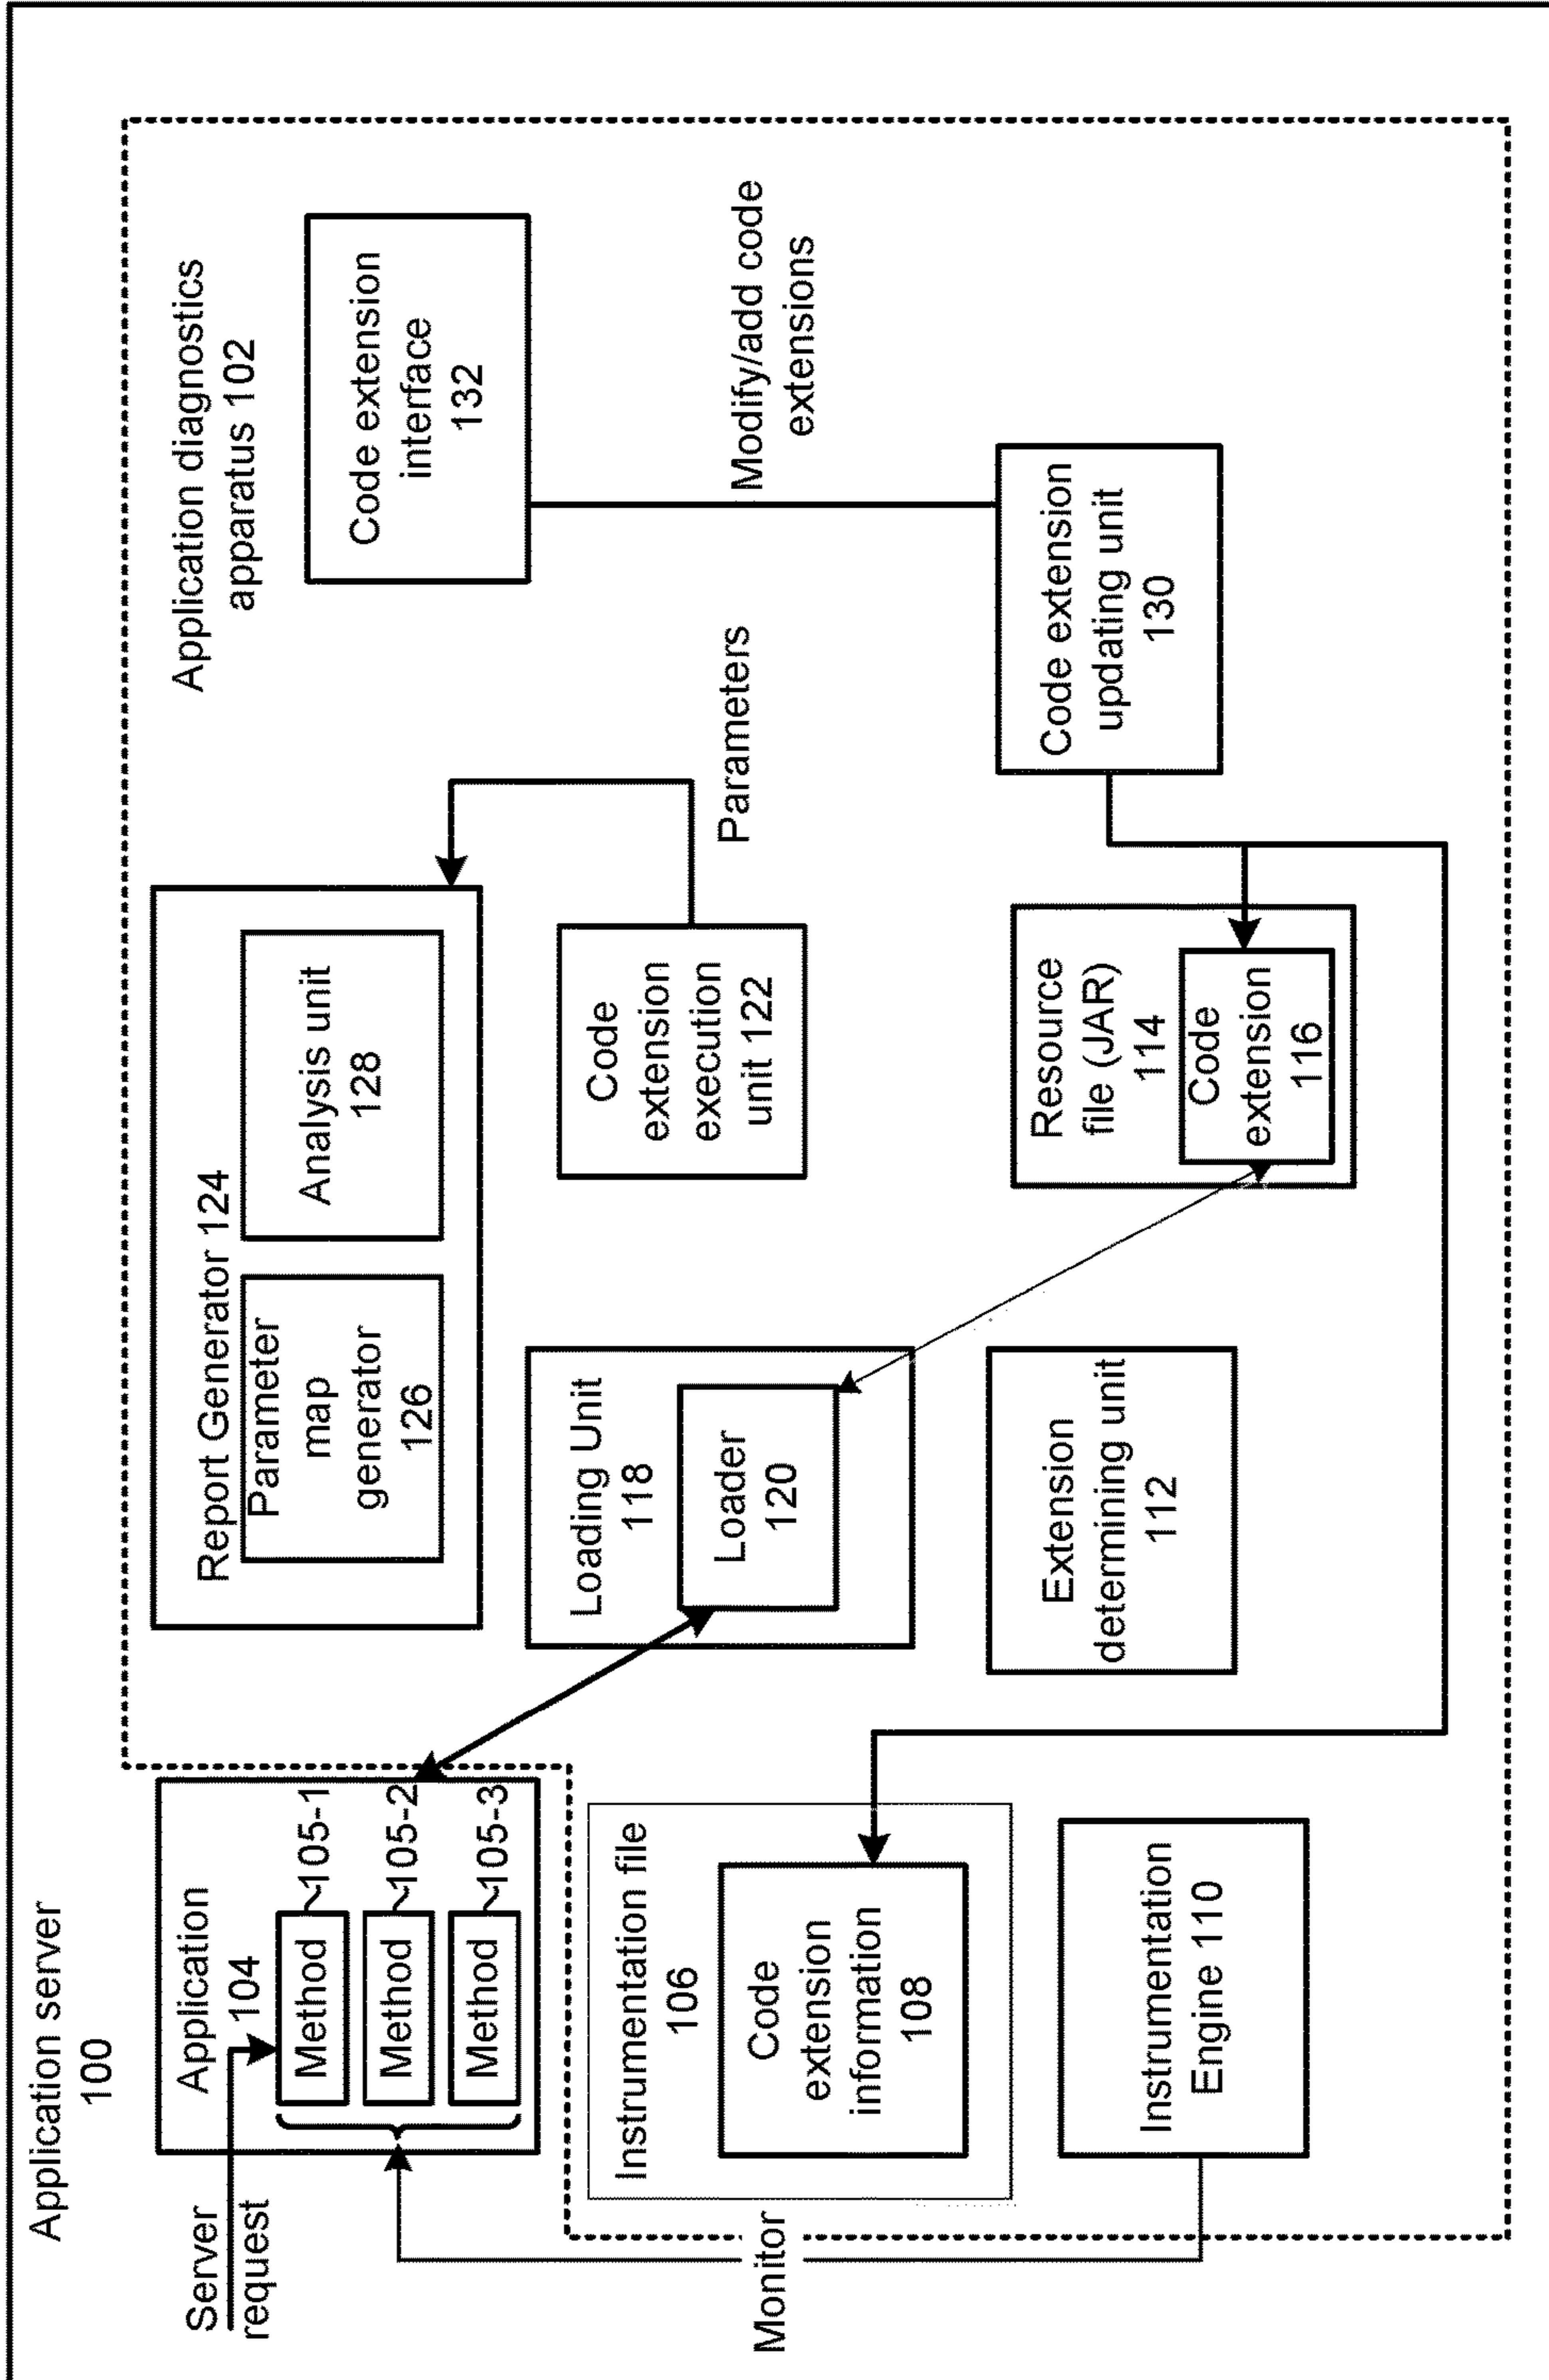 Application server
100
Server
request
Application
104
Method
~105-1
Method
~105-2
Method
~105-3
Monitor
Application diagnostics
apparatus 102
Report Generator 124
Parameter
map
generator
126
Analysis unit
128
Instrumentation file
106
Code
extension
information
108
Instrumentation
Engine 110
Loading Unit
118
Loader
120
Extension
determining unit
112
Code
extension
execution
unit 122
Parameters
Resource
file (JAR)
114
Code
extension
116
Code extension
interface
132
Modify/add code
extensions
Code extension
updating unit
130